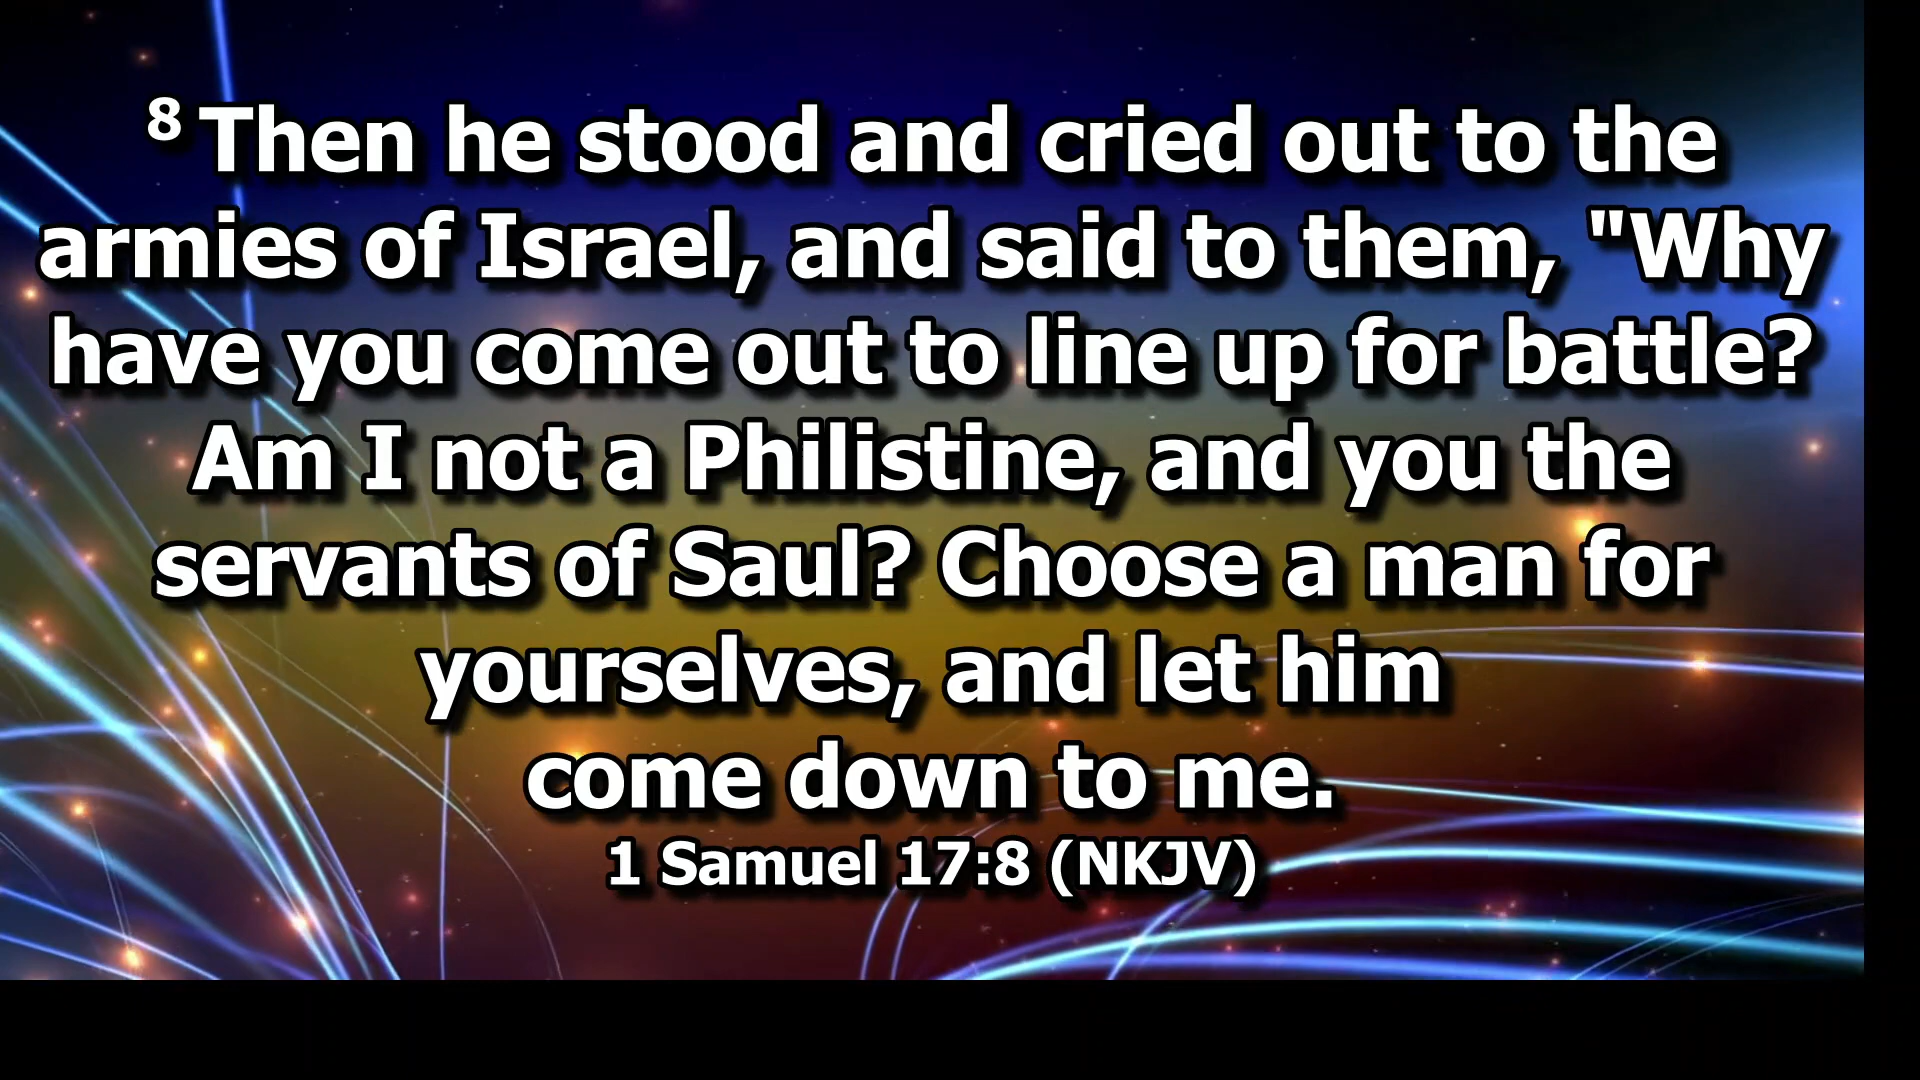 8 Then he stood and cried out to the
armies of Israel, and said to them, "Why
have you come out to line up for battle?
Am I not a Philistine, and you the
servants of Saul? Choose a man for
yourselves, and let him
come down to me.
1 Samuel 17:8 (NKJV)